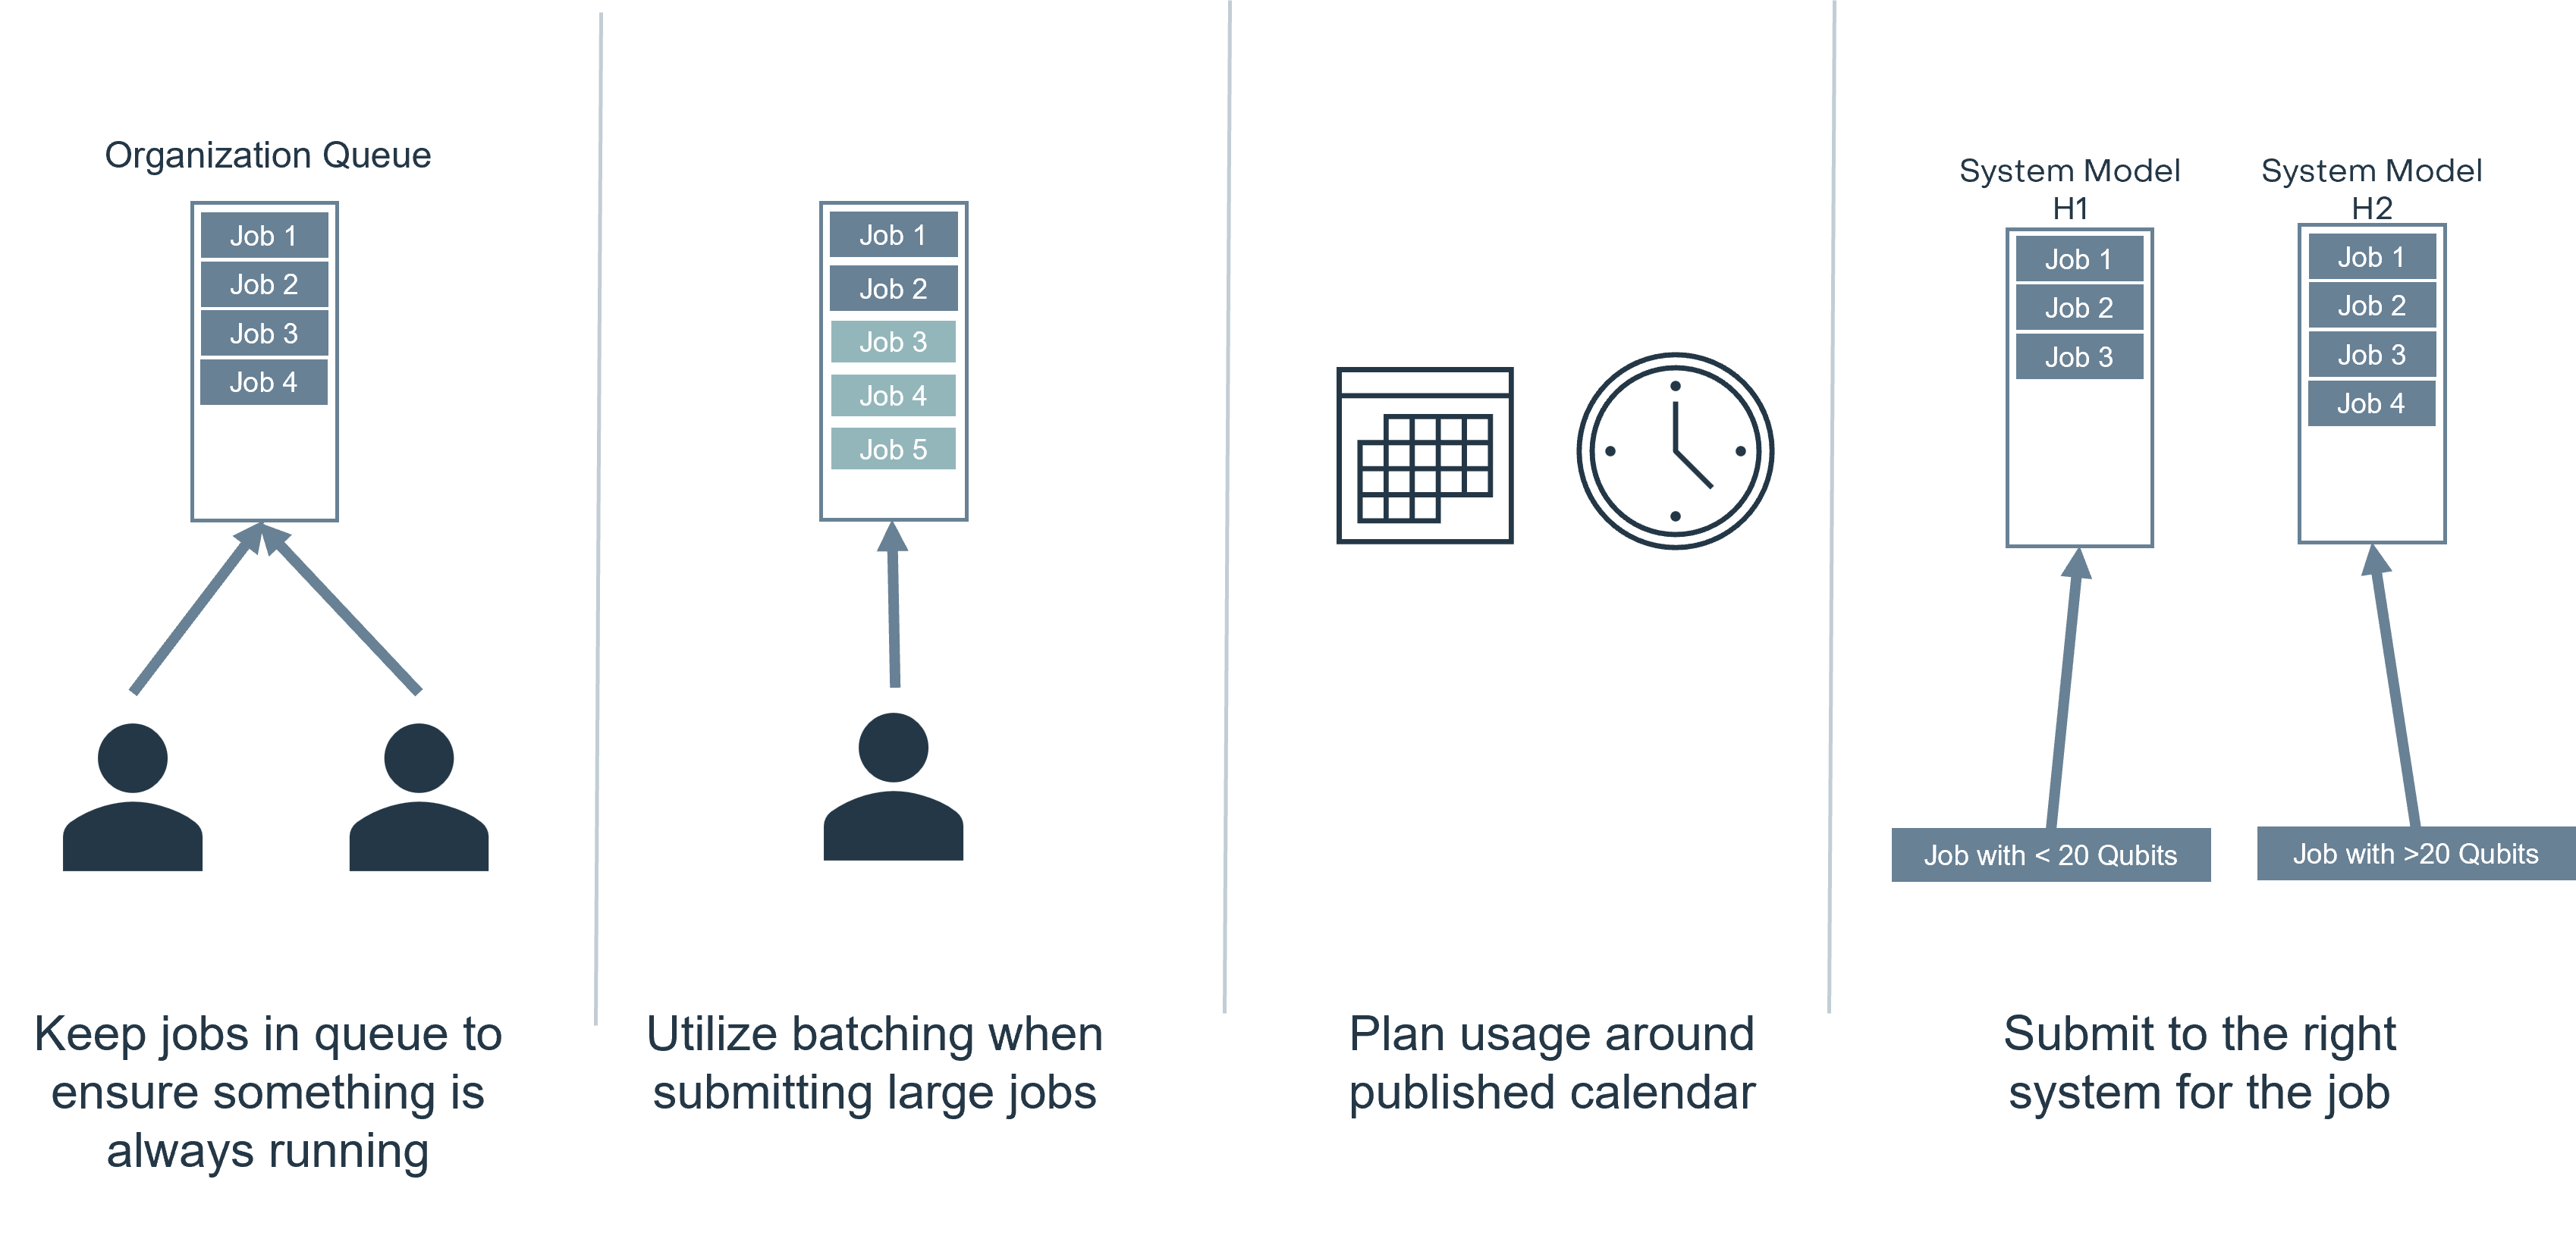 Organization Queue
Job 1
Job 2
Job 3
Job 4
Keep jobs in queue to
ensure something is
always running
Job 1
Job 2
Job 3
Job 4
Job 5
Utilize batching when
submitting large jobs
Plan usage around
published calendar
System Model
H1
Job 1
Job 2
Job 3
Job with < 20 Qubits
System Model
H2
Job 1
Job 2
Job 3
Job 4
Job with >20 Qubits
Submit to the right
system for the job